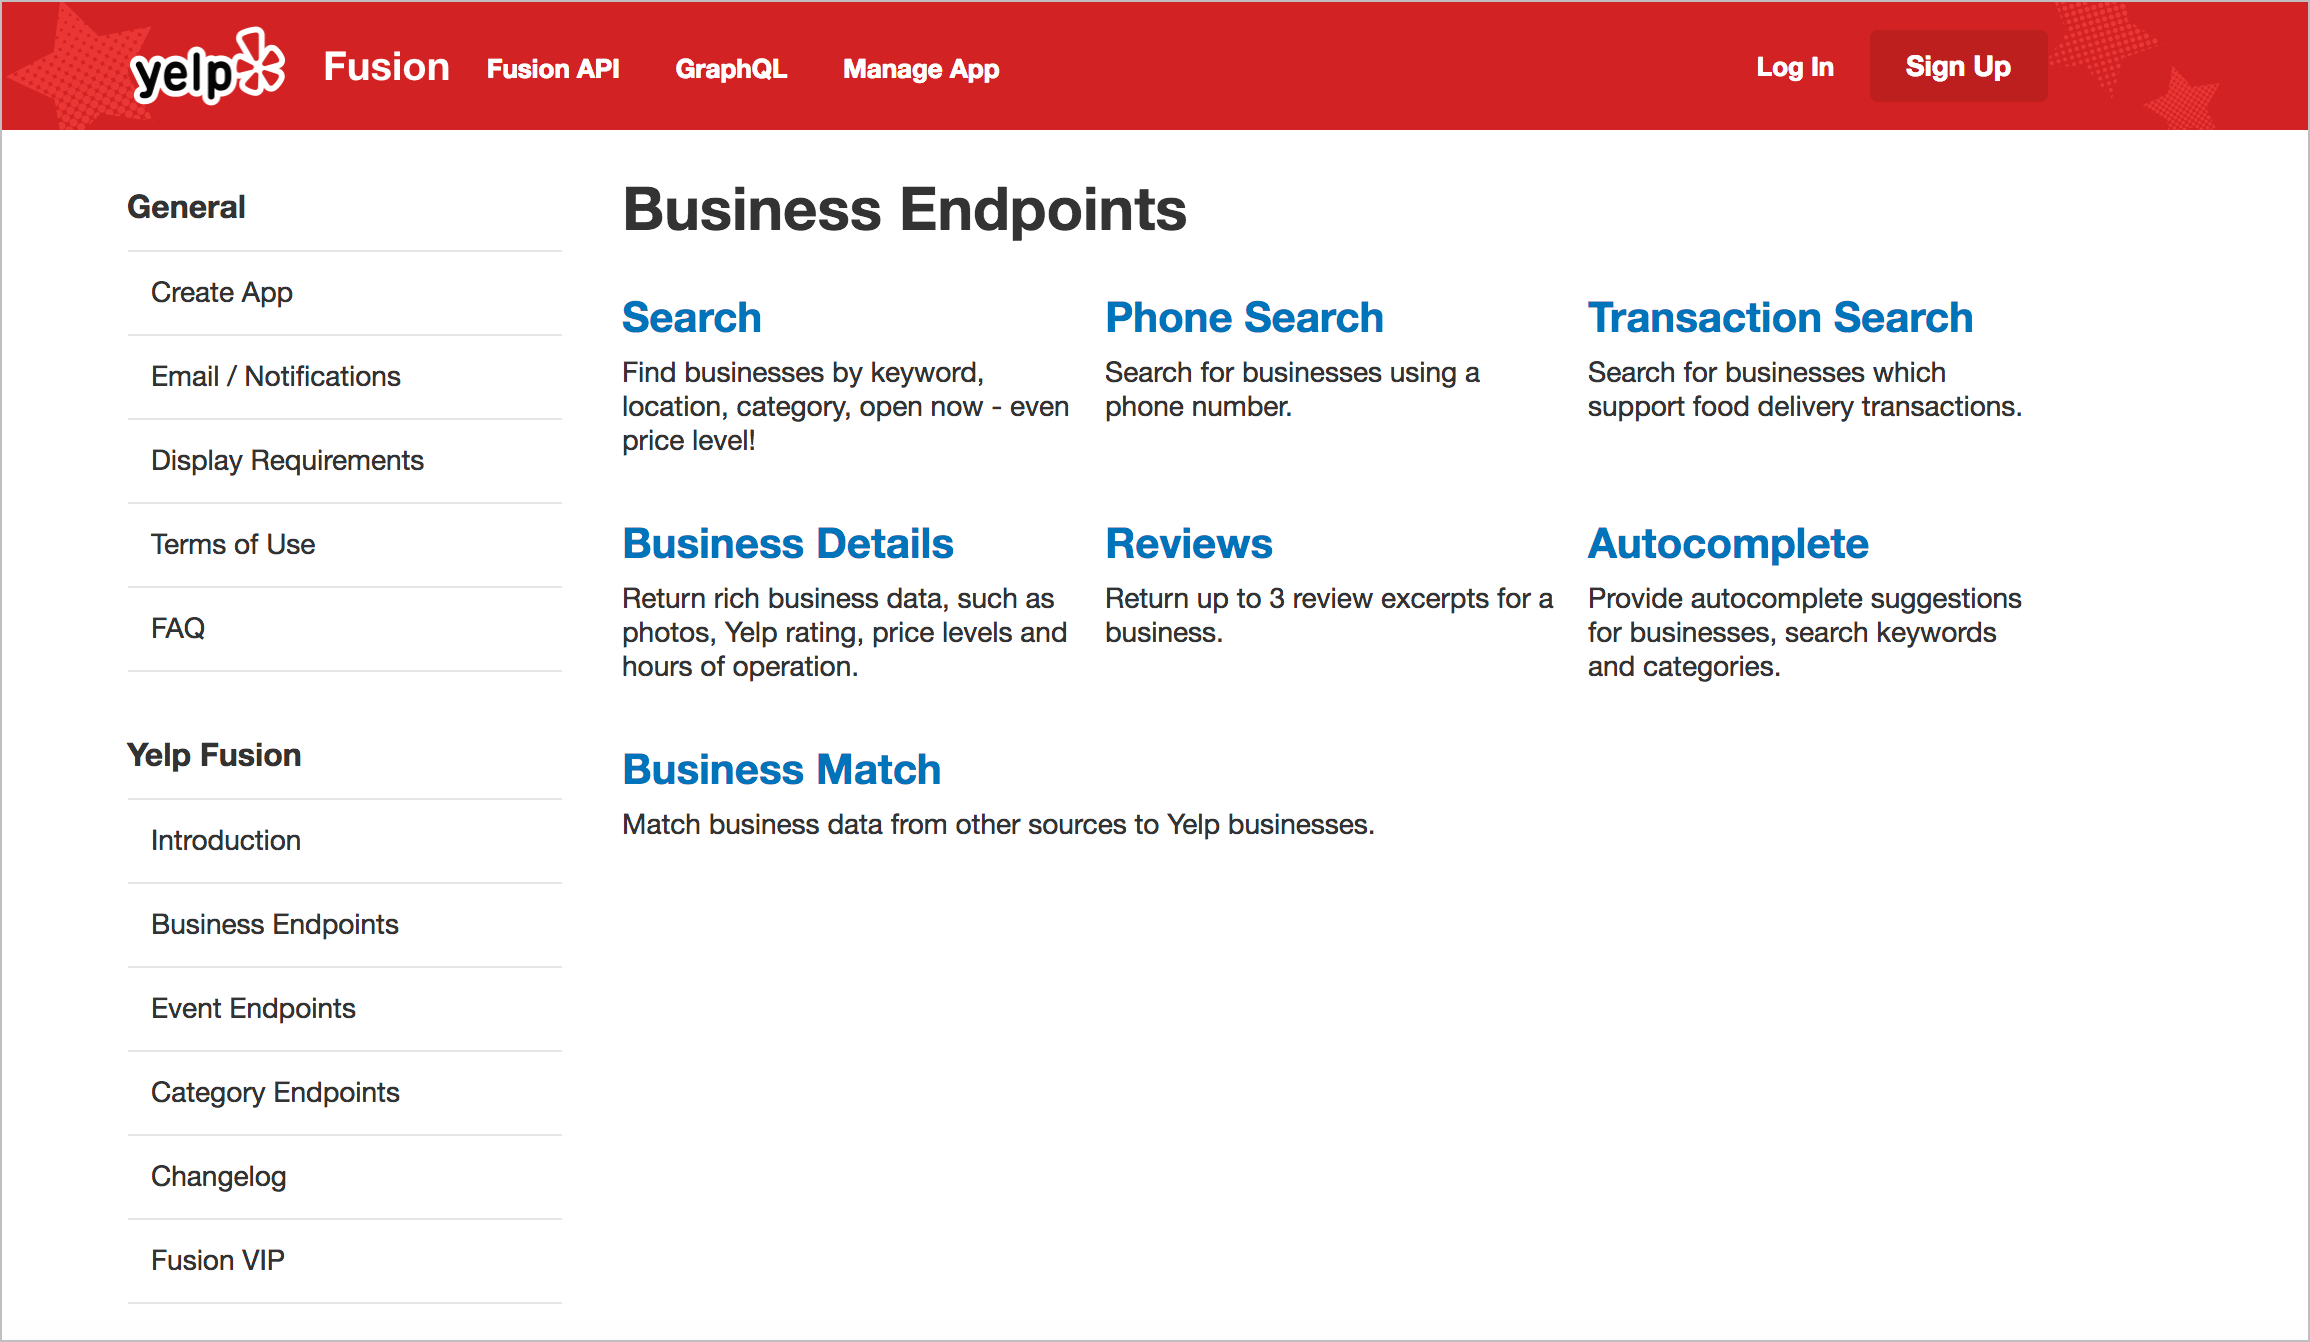 yelp Fusion Fusion API GraphQL Manage App Log In Sign Up
General
Create App
Email / Notifications
Display Requirements
Terms of Use
FAQ
Yelp Fusion
Introduction
Business Endpoints
Event Endpoints
Category Endpoints
Changelog
Fusion VIP
Business Endpoints
Search
Find businesses by keyword,
location, category, open now - even
price level!
Phone Search
Search for businesses using a
phone number.
Transaction Search
Search for businesses which
support food delivery transactions.
Business Details
Return rich business data, such as
photos, Yelp rating, price levels and
hours of operation.
Reviews
Return up to 3 review excerpts for a
business.
Autocomplete
Provide autocomplete suggestions
for businesses, search keywords
and categories.
Business Match
Match business data from other sources to Yelp businesses.